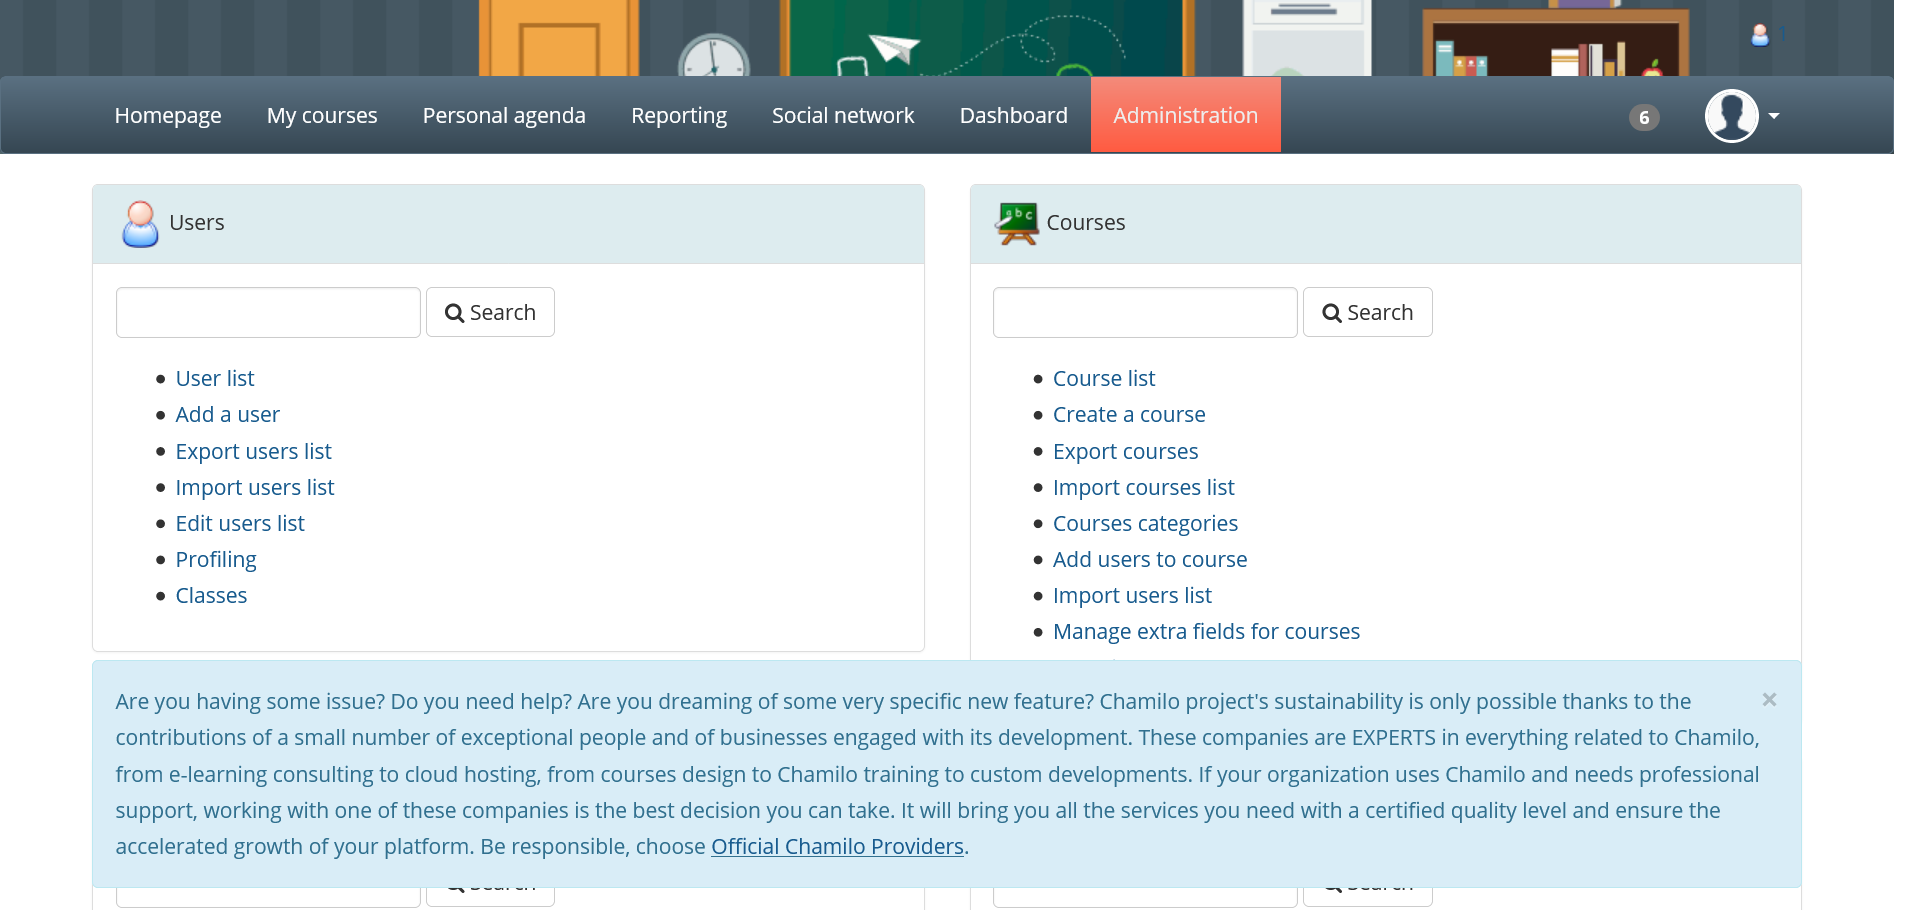 1
Homepage My courses Personal agenda Reporting Social network Dashboard Administration 6
Users
Search
User list
Add a user
Export users list
Import users list
Edit users list
Profiling
Classes
abc
Courses
Search
Course list
Create a course
Export courses
Import courses list
Courses categories
Add users to course
Import users list
Manage extra fields for courses
Are you having some issue? Do you need help? Are you dreaming of some very specific new feature? Chamilo project's sustainability is only possible thanks to the ×
contributions of a small number of exceptional people and of businesses engaged with its development. These companies are EXPERTS in everything related to Chamilo,
from e-learning consulting to cloud hosting, from courses design to Chamilo training to custom developments. If your organization uses Chamilo and needs professional
support, working with one of these companies is the best decision you can take. It will bring you all the services you need with a certified quality level and ensure the
accelerated growth of your platform. Be responsible, choose Official Chamilo Providers.
Search Search